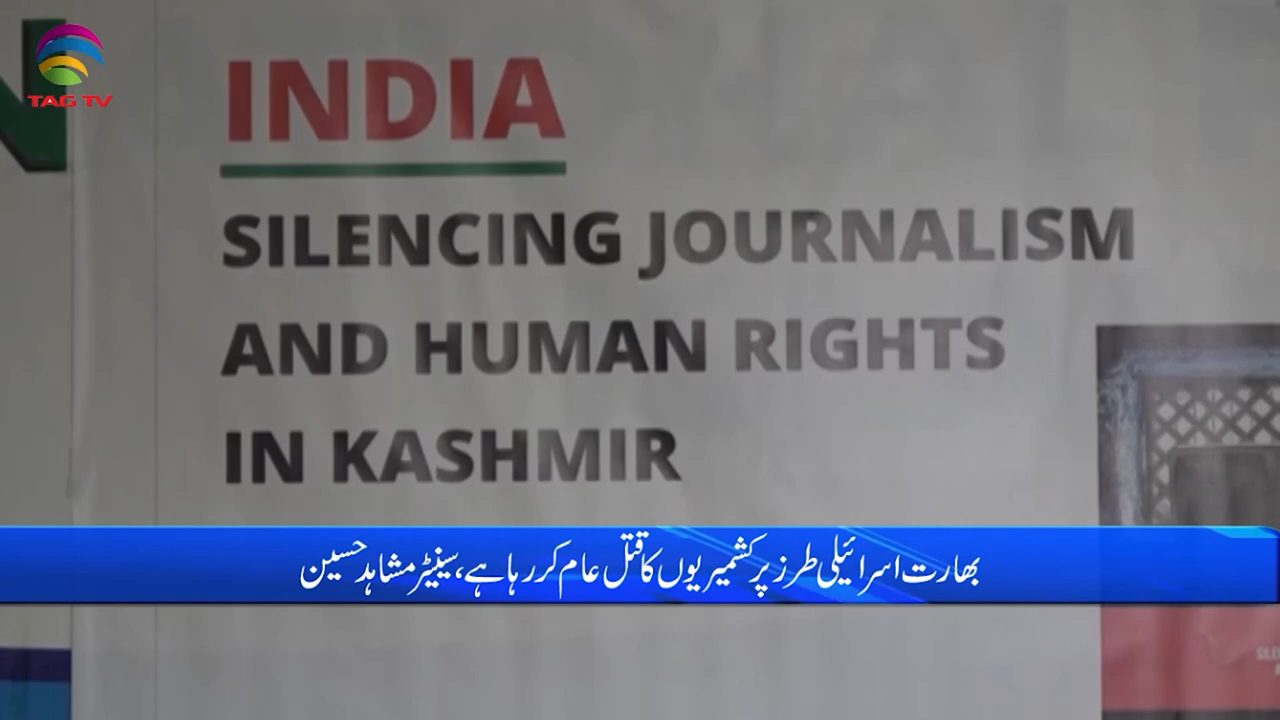 TAG TV
INDIA
SILENCING JOURNALISM
AND HUMAN RIGHTS
IN KASHMIR
بھارت اسرائیلی طرز پر کشمیریوں کا قتل عام کر رہا ہے، سینیٹر مشاہد حسین